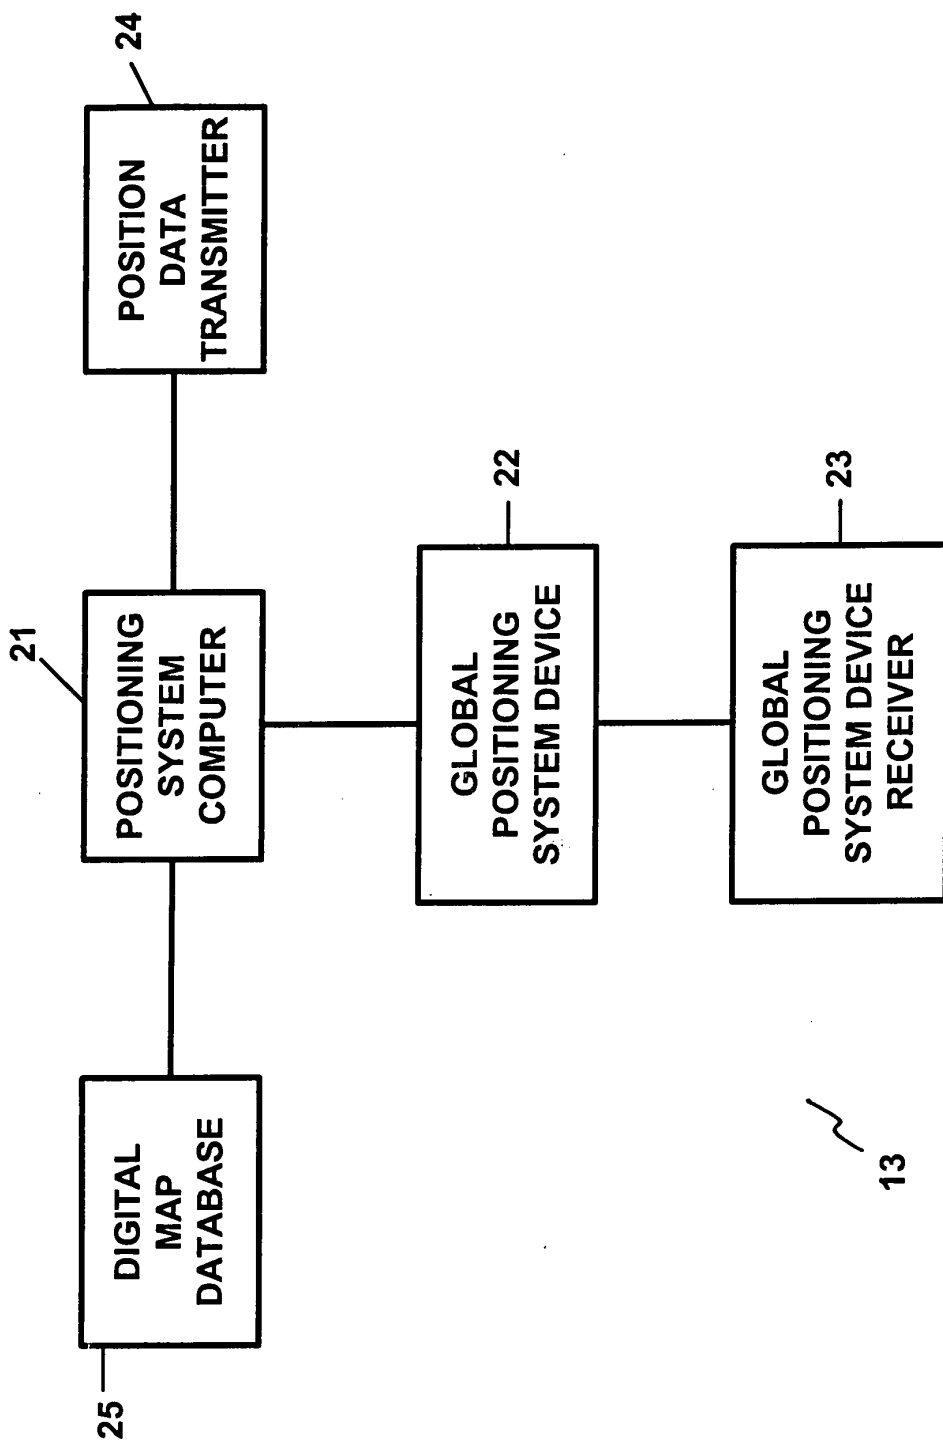 21
25
DIGITAL
MAP
DATABASE
POSITIONING
SYSTEM
COMPUTER
POSITION
DATA
TRANSMITTER
24
GLOBAL
POSITIONING
SYSTEM DEVICE
22
GLOBAL
POSITIONING
SYSTEM DEVICE
RECEIVER
23
13